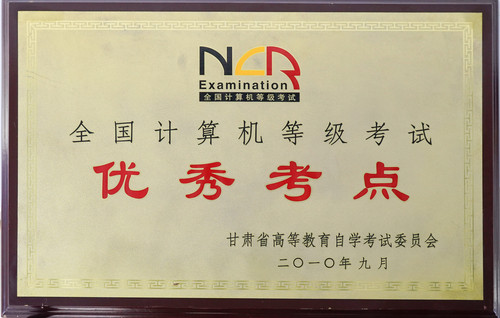 NCR
Examination
全国计算机等级考试
全国计算机等级考试
优秀考点
甘肃省高等教育自学考试委员会
二〇一〇年九月